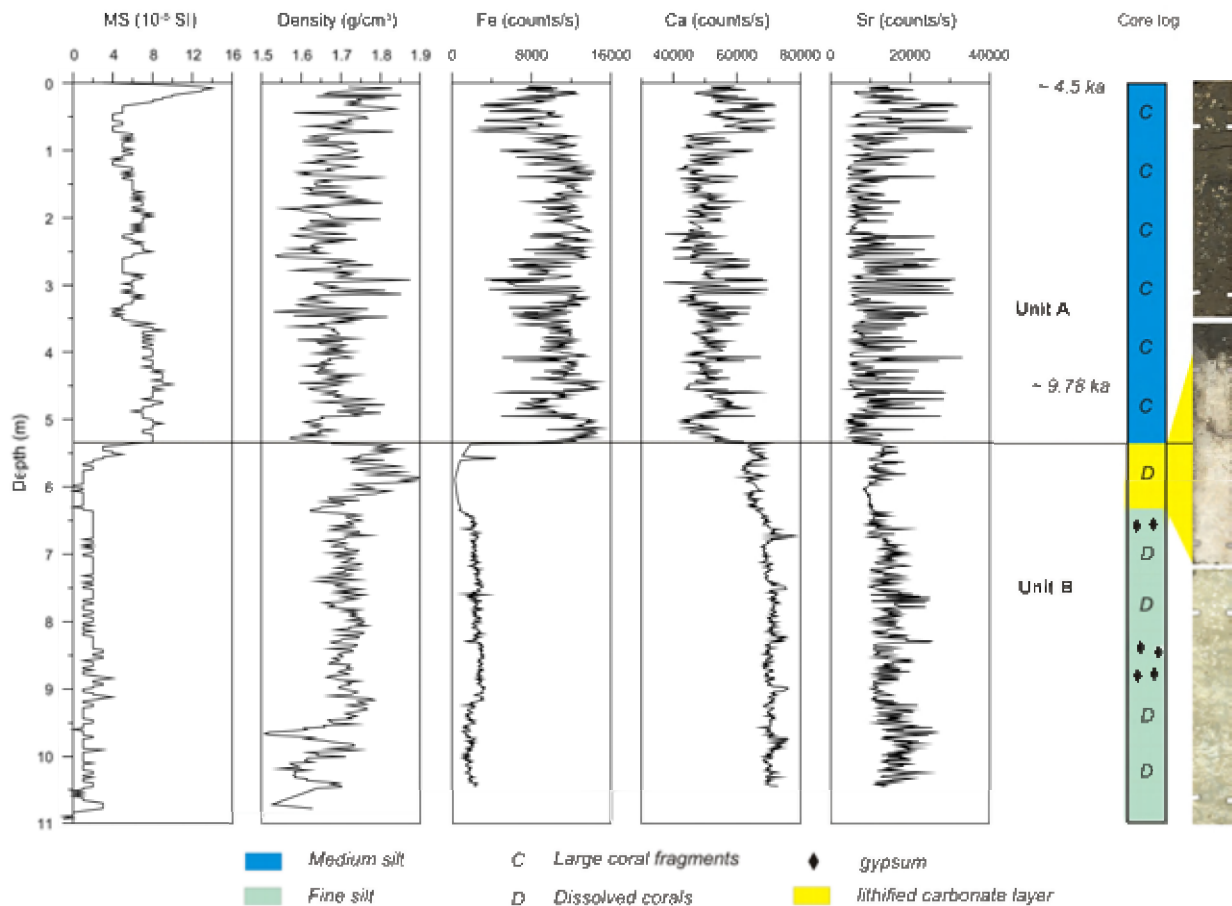 MS (10⁻⁵ SI) Density (g/cm³) Fe (counts/s) Ca (counts/s) Sr (counts/s) Core log
0 4 8 12 16 1.5 1.6 1.7 1.8 1.9 0 8000 16000 40000 60000 80000 0 20000 40000
0
~ 4.5 ka
C
1
C
2
C
3
C
Unit A
4
C
~ 9.78 ka
C
5
Depth (m)
6
D
7
D
Unit B
D
8
9
D
10
D
11
Medium silt C Large coral fragments gypsum
Fine silt D Dissolved corals lithified carbonate layer